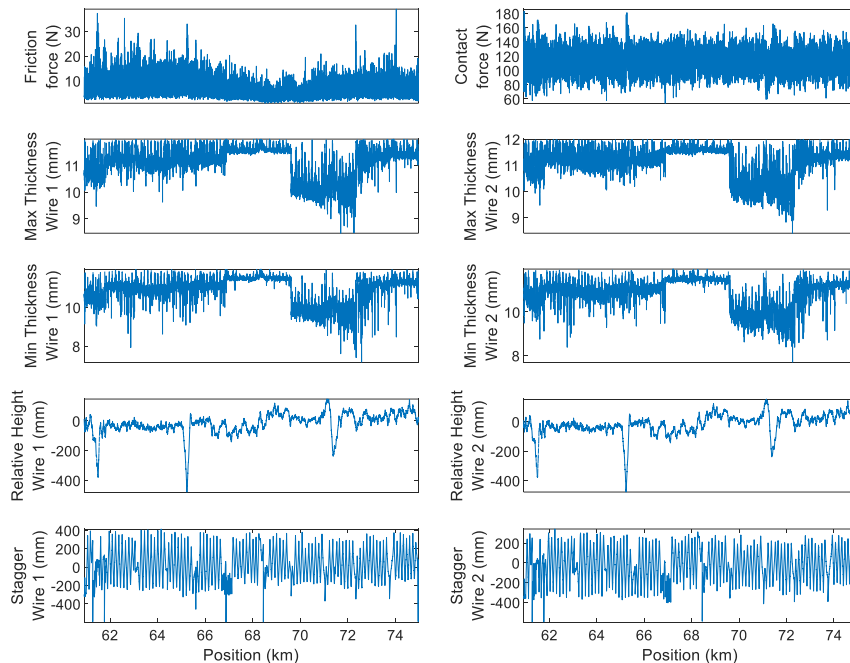 Friction
force (N)
30
20
10
Contact
force (N)
180
160
140
120
100
80
60
Max Thickness
Wire 1 (mm)
11
10
9
Max Thickness
Wire 2 (mm)
12
11
10
9
Min Thickness
Wire 1 (mm)
10
8
Min Thickness
Wire 2 (mm)
10
8
Relative Height
Wire 1 (mm)
0
-200
-400
Relative Height
Wire 2 (mm)
0
-200
-400
Stagger
Wire 1 (mm)
400
200
0
-200
-400
62 64 66 68 70 72 74
Position (km)
Stagger
Wire 2 (mm)
200
0
-200
-400
62 64 66 68 70 72 74
Position (km)